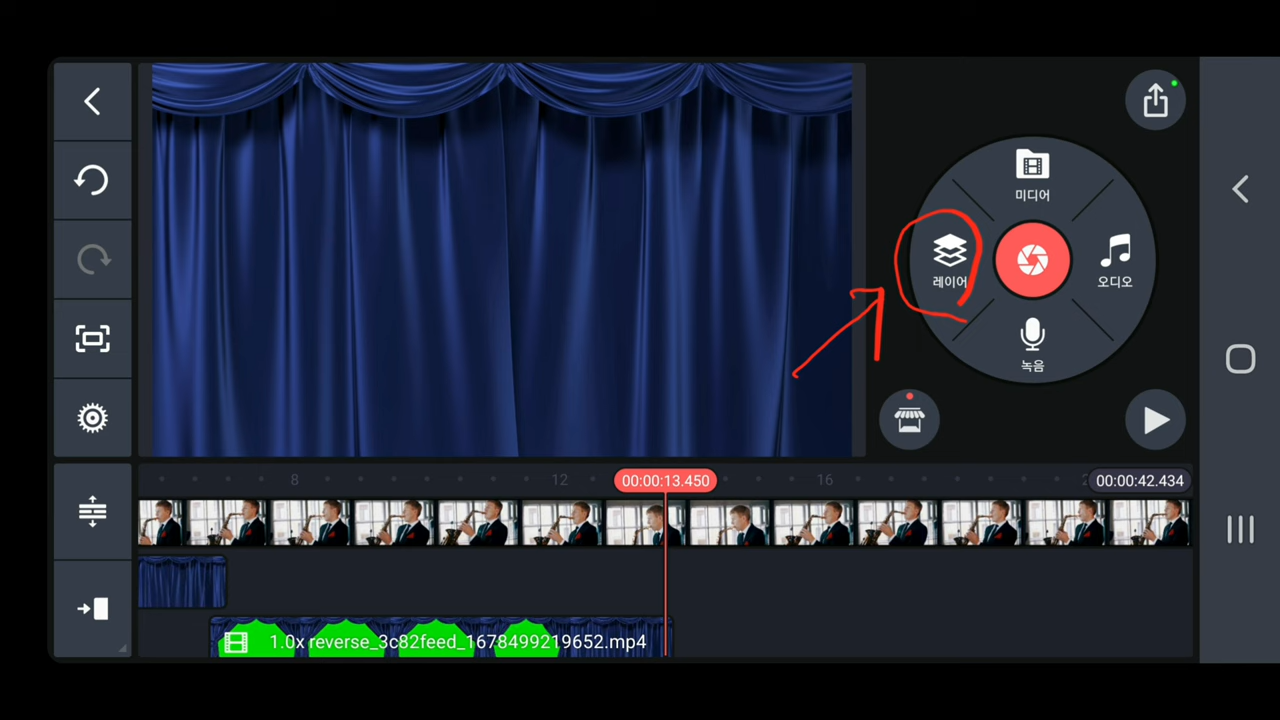 미디어
레이어
오디오
녹음
8
12
00:00:13.450
16
00:00:42.434
1.0x reverse_3c82feed_1678499219652.mp4